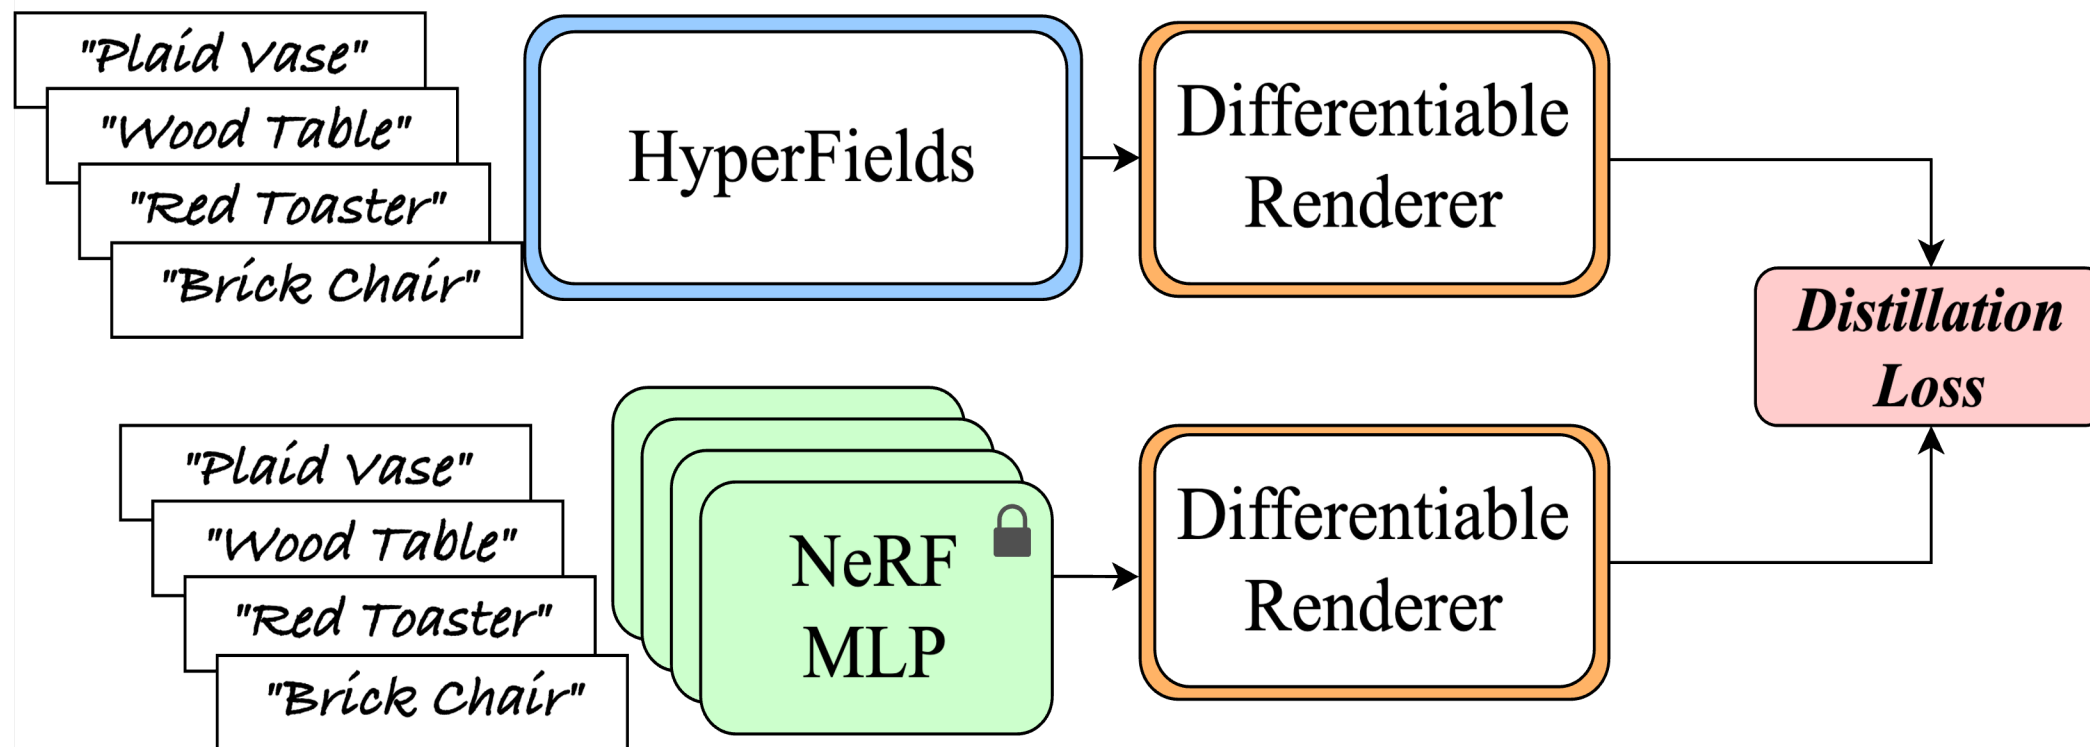 "Plaid Vase"
"Wood Table"
"Red Toaster"
"Brick Chair"
HyperFields
Differentiable
Renderer
Distillation
Loss
"Plaid Vase"
"Wood Table"
"Red Toaster"
"Brick Chair"
NeRF
MLP
Differentiable
Renderer